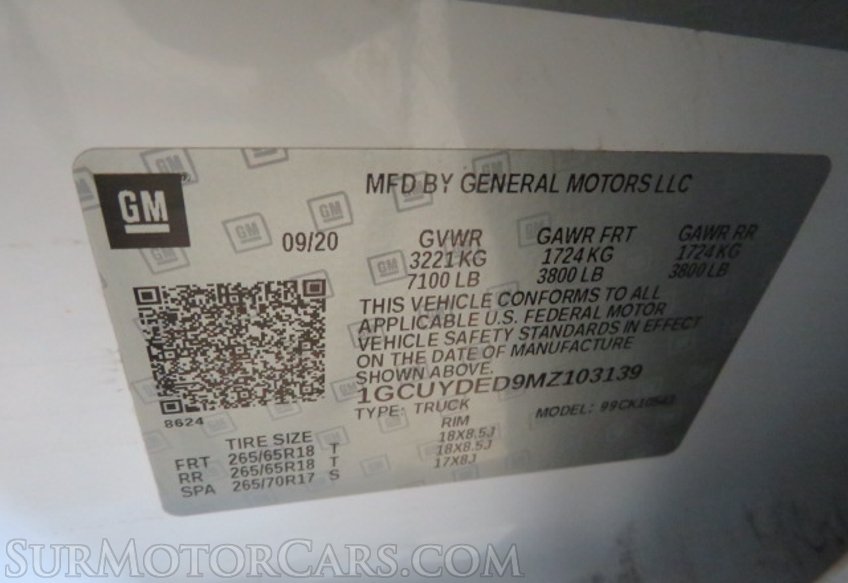 GM
MFD BY GENERAL MOTORS LLC
09/20
GVWR GAWR FRT GAWR RR
3221 KG 1724 KG 1724 KG
7100 LB 3800 LB 3800 LB
THIS VEHICLE CONFORMS TO ALL
APPLICABLE U.S. FEDERAL MOTOR
VEHICLE SAFETY STANDARDS IN EFFECT
ON THE DATE OF MANUFACTURE
SHOWN ABOVE.
1GCUYDED9MZ103139
TYPE: TRUCK MODEL: 99CK10543
8624
TIRE SIZE RIM
FRT 265/65R18 T 18X8.5J
RR 265/65R18 T 18X8.5J
SPA 265/70R17 S 17X8J
SURMOTORCARS.COM